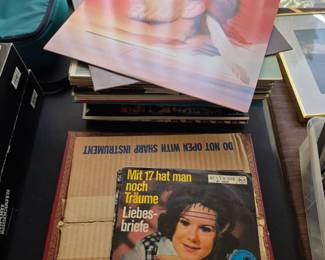 DO NOT OPEN WITH SHARP INSTRUMENT
Mit 17 hat man
noch
Träume
Liebes-
briefe